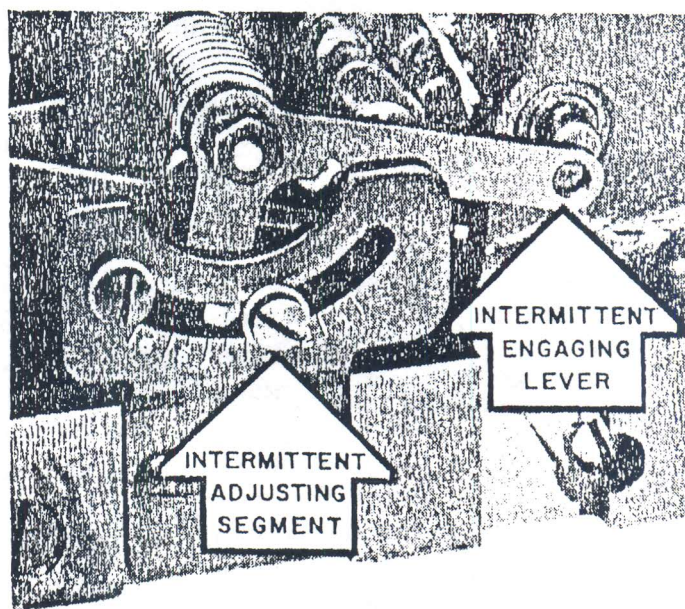 INTERMITTENT
ENGAGING
LEVER
INTERMITTENT
ADJUSTING
SEGMENT